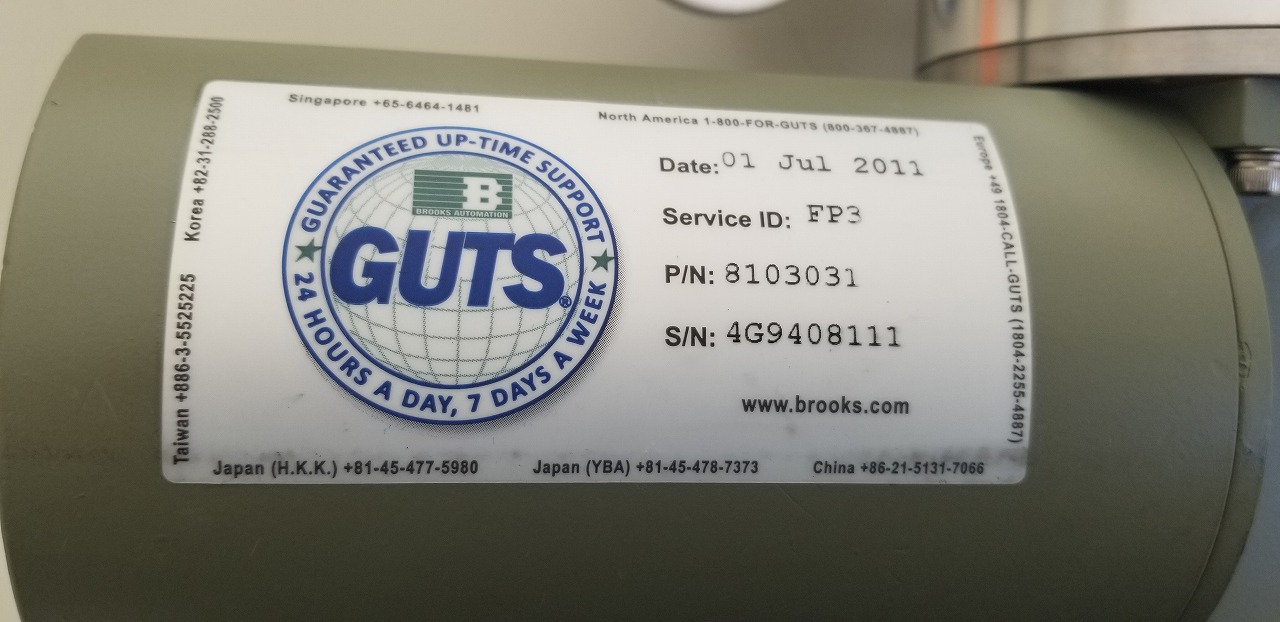 Singapore +65-6464-1481
North America 1-800-FOR-GUTS (800-367-4887)
Korea +82-31-288-2500
Taiwan +886-3-5525225
GUARANTEED UP-TIME SUPPORT
B
BROOKS AUTOMATION
GUTS®
24 HOURS A DAY, 7 DAYS A WEEK
Date: 01 Jul 2011
Service ID: FP3
P/N: 8103031
S/N: 4G9408111
www.brooks.com
Europe +49 1804-CALL-GUTS (1804-2255-4887)
Japan (H.K.K.) +81-45-477-5980
Japan (YBA) +81-45-478-7373
China +86-21-5131-7066